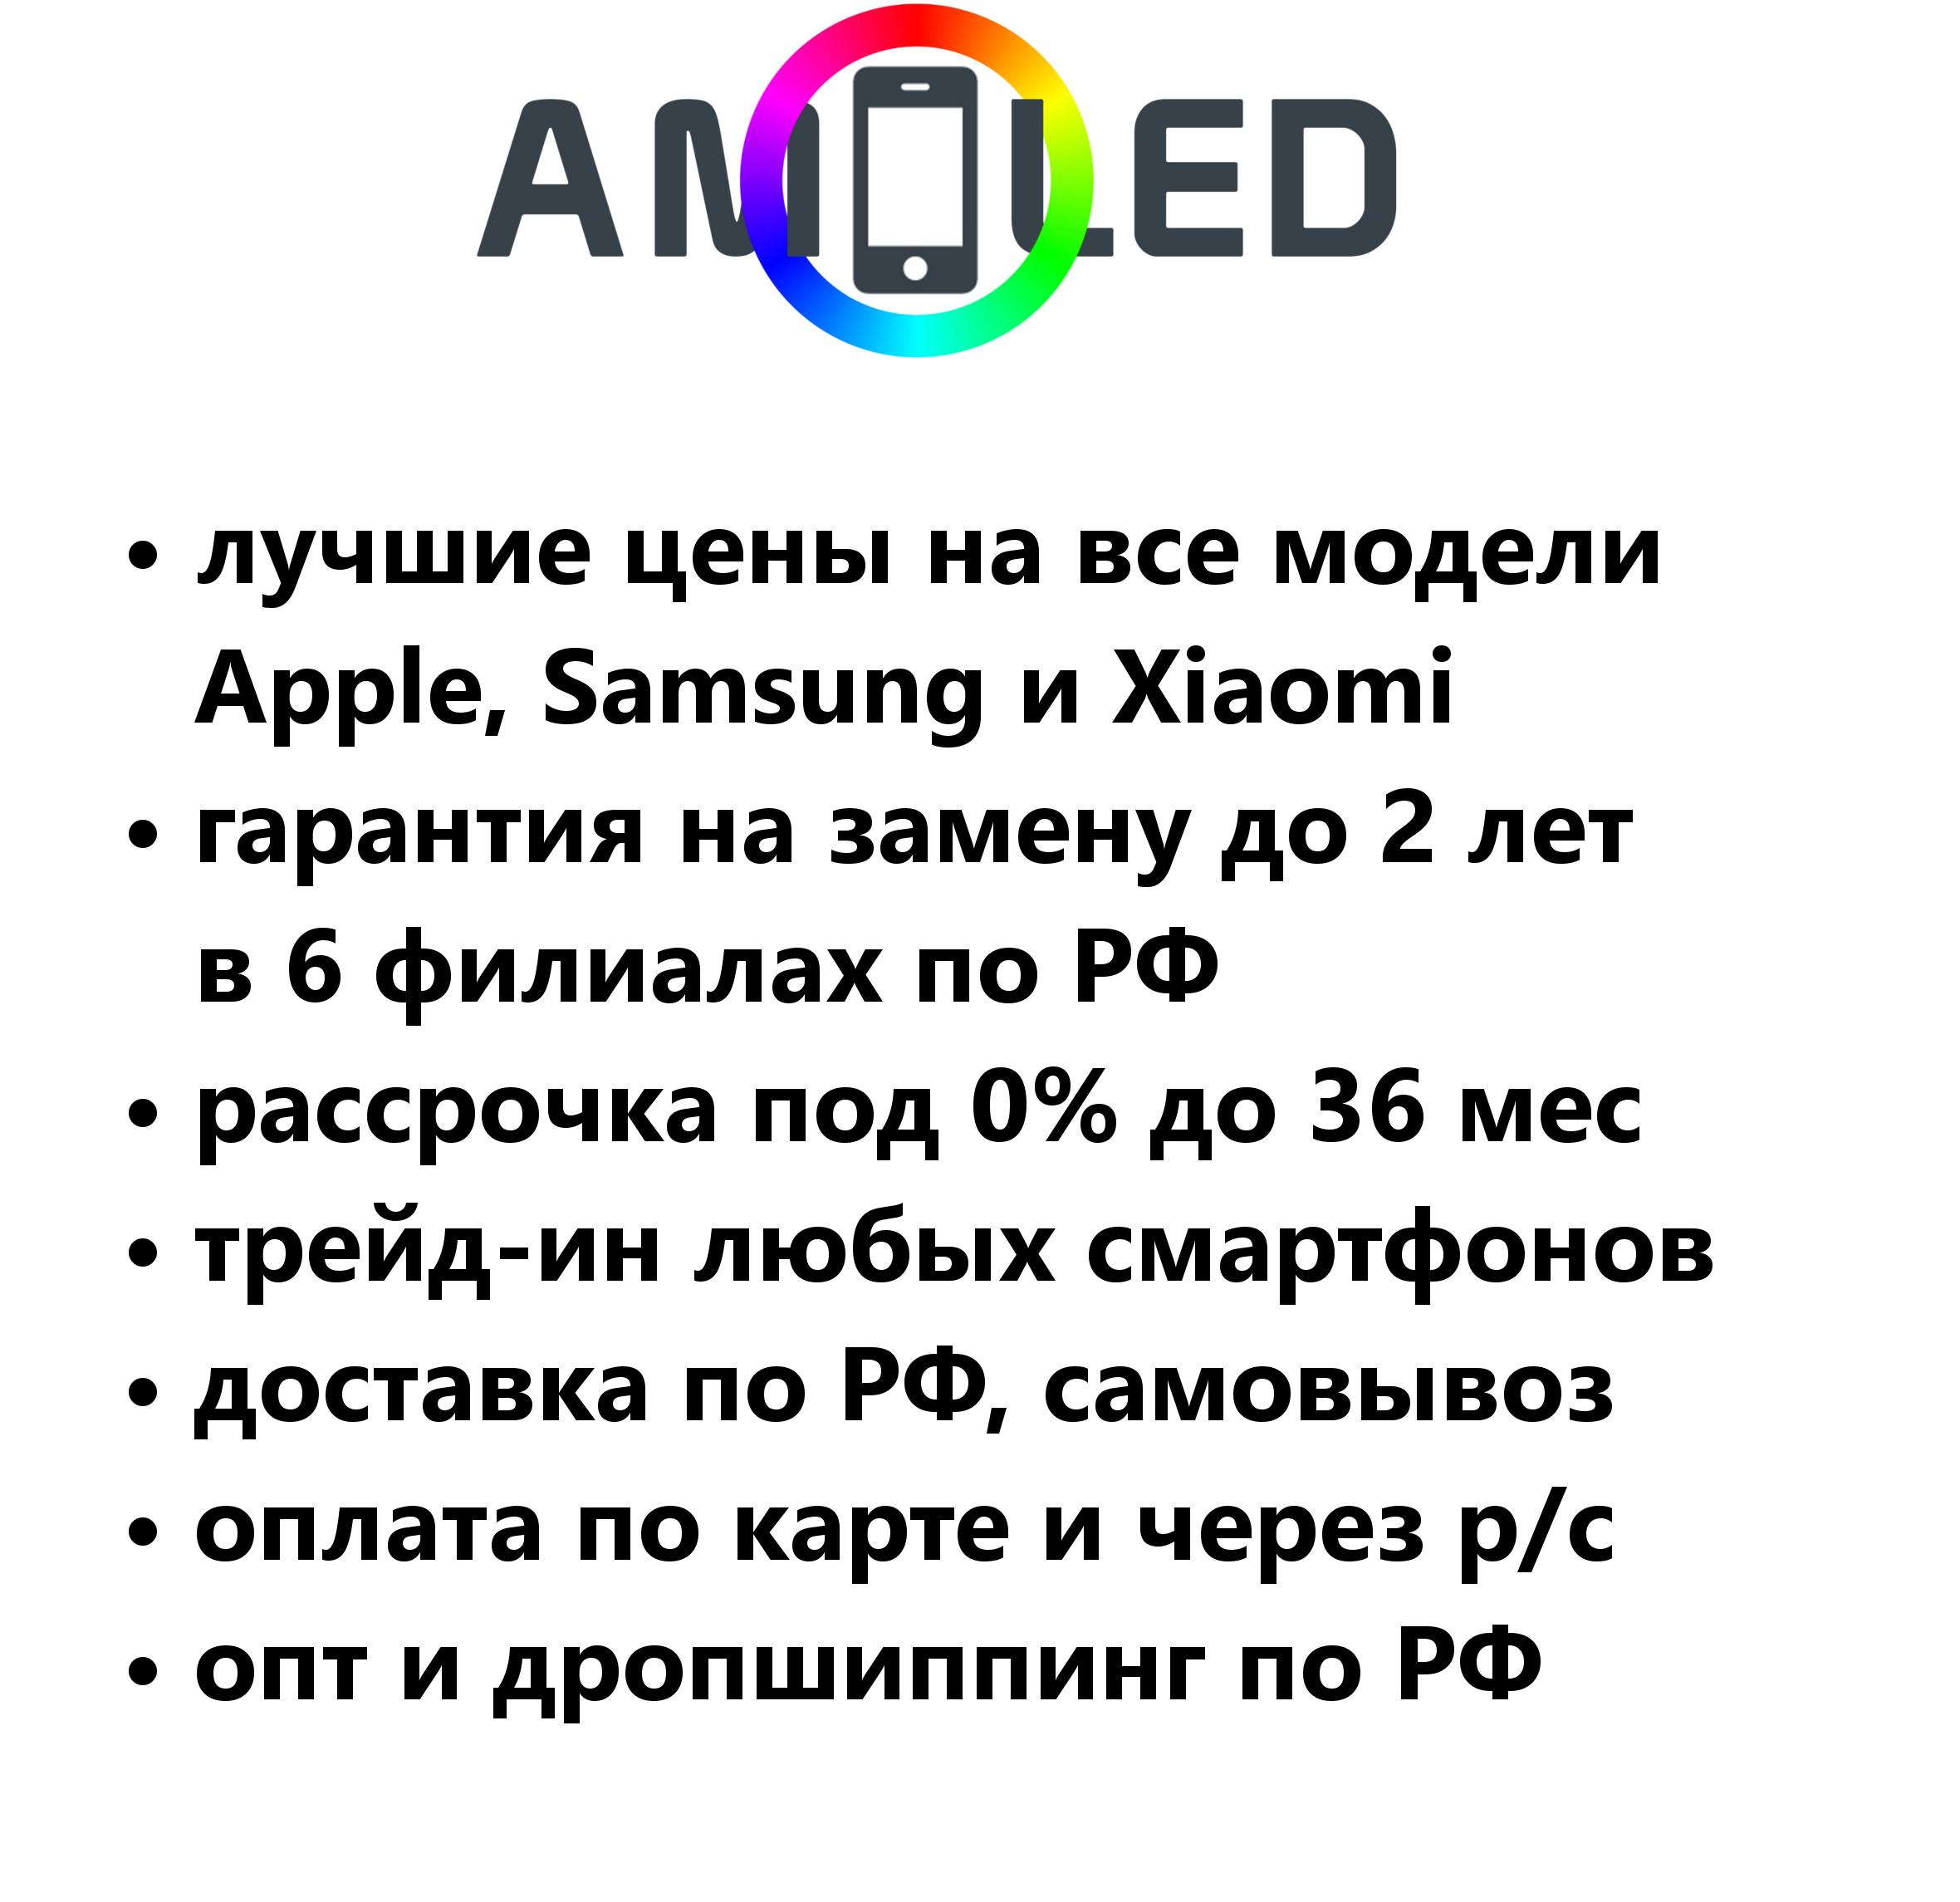 AMOLED
• лучшие цены на все модели
Apple, Samsung и Xiaomi
• гарантия на замену до 2 лет
в 6 филиалах по РФ
• рассрочка под 0% до 36 мес
• трейд-ин любых смартфонов
• доставка по РФ, самовывоз
• оплата по карте и через р/с
• опт и дропшиппинг по РФ